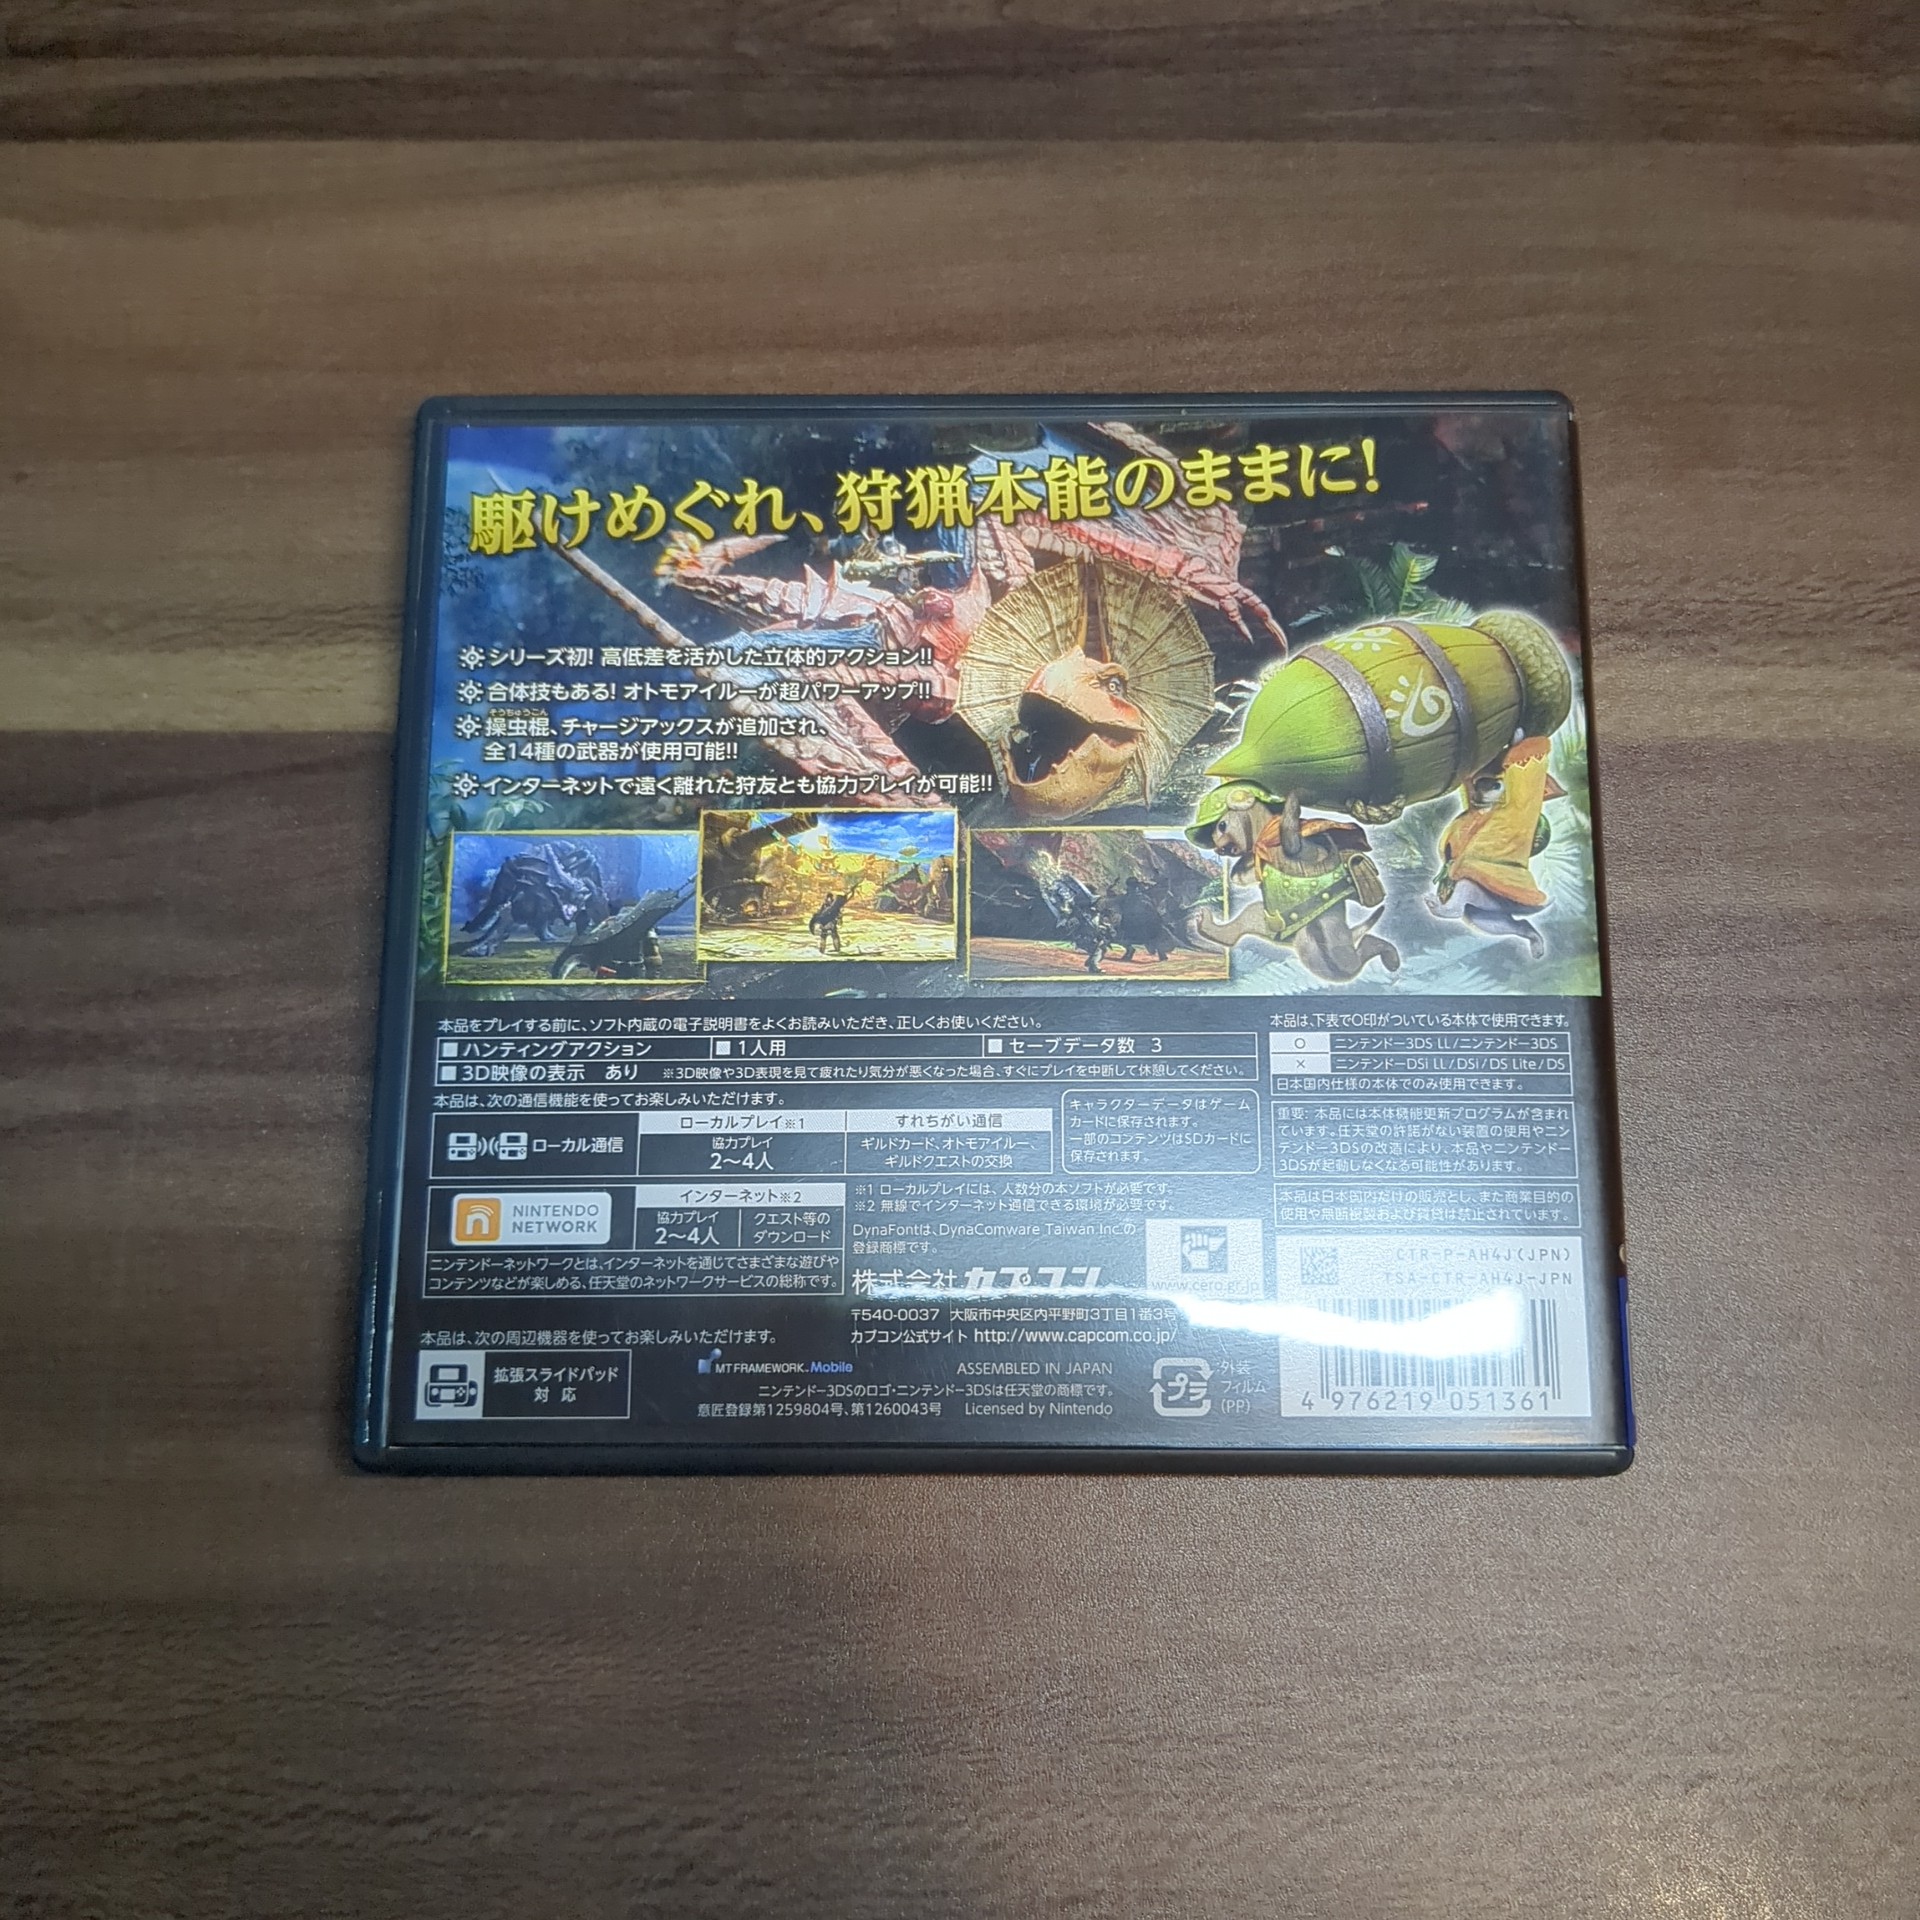 駆けめぐれ、狩猟本能のままに!
シリーズ初! 高低差を活かした立体的アクション!!
合体技もある! オトモアイルーが超パワーアップ!!
そうちゅうこん
操虫棍、チャージアックスが追加され、
全14種の武器が使用可能!!
インターネットで遠く離れた狩友とも協力プレイが可能!!
本品をプレイする前に、ソフト内蔵の電子説明書をよくお読みいただき、正しくお使いください。
■ハンティングアクション
■1人用
■セーブデータ数 3
■3D映像の表示 あり ※3D映像や3D表現を見て疲れたり気分が悪くなった場合、すぐにプレイを中断して休憩してください。
本品は、次の通信機能を使ってお楽しみいただけます。
ローカル通信
ローカルプレイ※1
協力プレイ
2〜4人
すれちがい通信
ギルドカード、オトモアイルー、
ギルドクエストの交換
キャラクターデータはゲーム
カードに保存されます。
一部のコンテンツはSDカードに
保存されます。
NINTENDO
NETWORK
インターネット※2
協力プレイ
2〜4人
クエスト等の
ダウンロード
ニンテンドーネットワークとは、インターネットを通じてさまざまな遊びや
コンテンツなどが楽しめる、任天堂のネットワークサービスの総称です。
※1 ローカルプレイには、人数分の本ソフトが必要です。
※2 無線でインターネット通信できる環境が必要です。
DynaFontは、DynaComware Taiwan Inc.の
登録商標です。
株式会社カプコン
〒540-0037 大阪市中央区内平野町3丁目1番3号
カプコン公式サイト http://www.capcom.co.jp/
www.cero.gr.jp
本品は、次の周辺機器を使ってお楽しみいただけます。
拡張スライドパッド
対応
MT FRAMEWORK Mobile
ASSEMBLED IN JAPAN
ニンテンドー3DSのロゴ・ニンテンドー3DSは任天堂の商標です。
意匠登録第1259804号、第1260043号 Licensed by Nintendo
プラ
外装
フィルム
(PP)
本品は、下表で○印がついている本体で使用できます。
○ ニンテンドー3DS LL/ニンテンドー3DS
× ニンテンドーDSi LL/DSi/DS Lite/DS
日本国内仕様の本体でのみ使用できます。
重要: 本品には本体機能更新プログラムが含まれ
ています。任天堂の許諾がない装置の使用やニン
テンドー3DSの改造により、本品やニンテンドー
3DSが起動しなくなる可能性があります。
本品は日本国内だけの販売とし、また商業目的の
使用や無断複製および賃貸は禁止されています。
CTR-P-AH4J(JPN)
TSA-CTR-AH4J-JPN
4 976219 051361